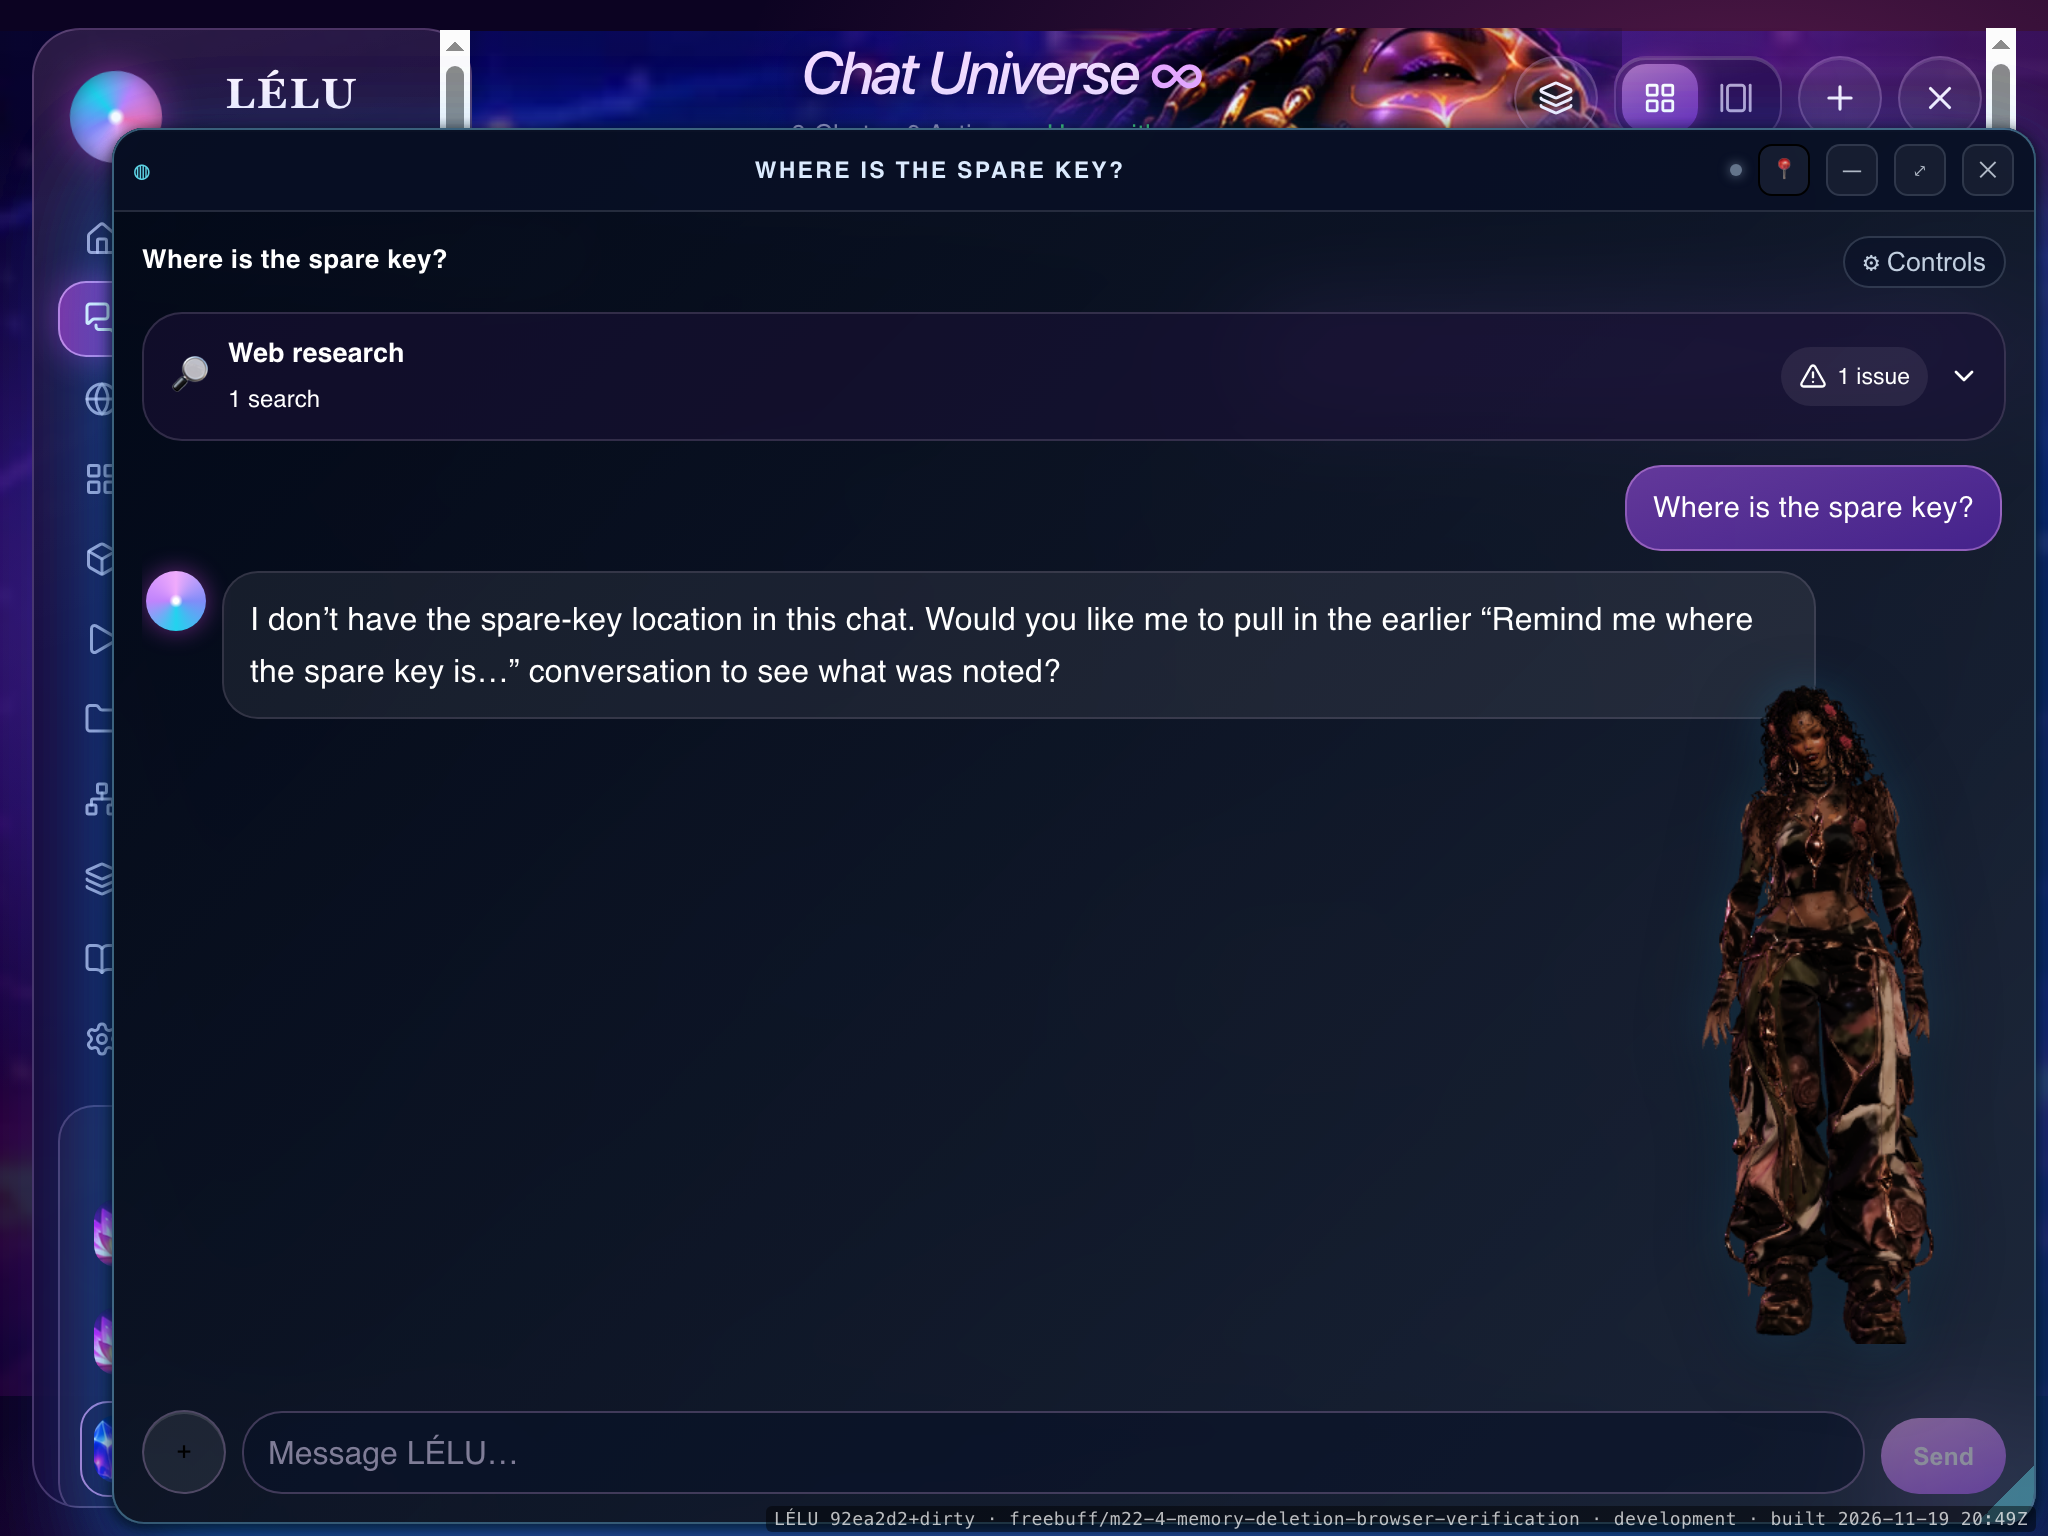 LÉLU
Chat Universe ∞
WHERE IS THE SPARE KEY?
Where is the spare key?
Controls
Web research
1 search
1 issue
Where is the spare key?
I don’t have the spare-key location in this chat. Would you like me to pull in the earlier “Remind me where
the spare key is…” conversation to see what was noted?
+
Message LÉLU…
Send
LÉLU 92ea2d2+dirty · freebuff/m22-4-memory-deletion-browser-verification · development · built 2026-11-19 20:49Z